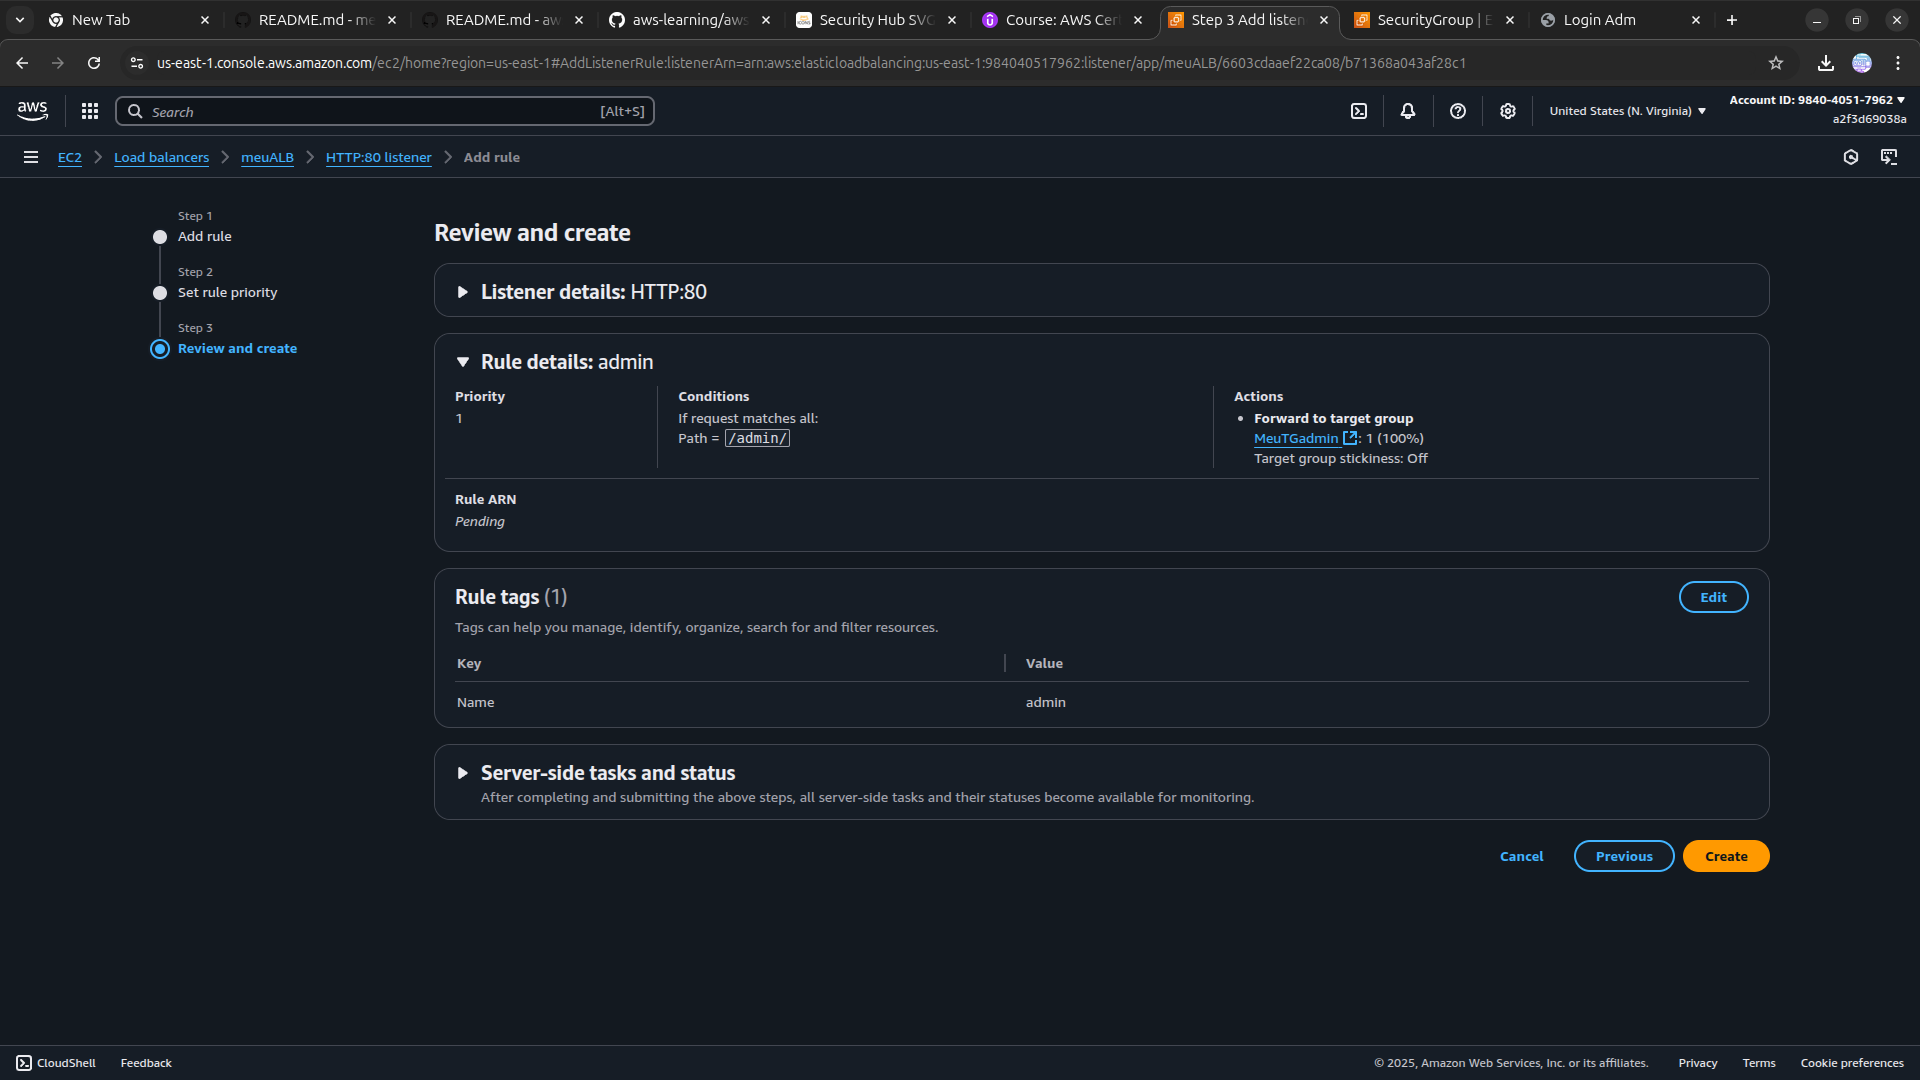 New Tab
README.md - me
README.md - aw
aws-learning/aws
Security Hub SVG
Course: AWS Cert
Step 3 Add listen
SecurityGroup | E
Login Adm
us-east-1.console.aws.amazon.com/ec2/home?region=us-east-1#AddListenerRule:listenerArn=arn:aws:elasticloadbalancing:us-east-1:984040517962:listener/app/meuALB/6603cdaaef22ca08/b71368a043af28c1
aws
Search
[Alt+S]
United States (N. Virginia)
Account ID: 9840-4051-7962
a2f3d69038a
EC2
Load balancers
meuALB
HTTP:80 listener
Add rule
Step 1
Add rule
Step 2
Set rule priority
Step 3
Review and create
Review and create
Listener details: HTTP:80
Rule details: admin
Priority
1
Conditions
If request matches all:
Path = /admin/
Actions
Forward to target group
MeuTGadmin : 1 (100%)
Target group stickiness: Off
Rule ARN
Pending
Rule tags (1)
Edit
Tags can help you manage, identify, organize, search for and filter resources.
Key
Value
Name
admin
Server-side tasks and status
After completing and submitting the above steps, all server-side tasks and their statuses become available for monitoring.
Cancel
Previous
Create
CloudShell
Feedback
© 2025, Amazon Web Services, Inc. or its affiliates.
Privacy
Terms
Cookie preferences